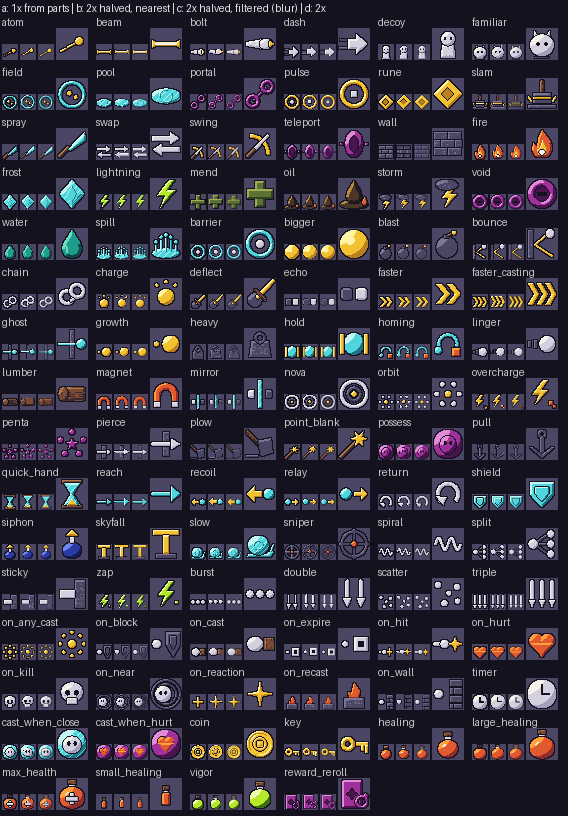 a: 1x from parts | b: 2x halved, nearest | c: 2x halved, filtered (blur) | d: 2x
atom beam bolt dash decoy familiar
field pool portal pulse rune slam
spray swap swing teleport wall fire
frost lightning mend oil storm void
water spill barrier bigger blast bounce
chain charge deflect echo faster faster_casting
ghost growth heavy hold homing linger
lumber magnet mirror nova orbit overcharge
penta pierce plow point_blank possess pull
quick_hand reach recoil relay return shield
siphon skyfall slow sniper spiral split
sticky zap burst double scatter triple
on_any_cast on_block on_cast on_expire on_hit on_hurt
on_kill on_near on_reaction on_recast on_wall timer
cast_when_close cast_when_hurt coin key healing large_healing
max_health small_healing vigor reward_reroll